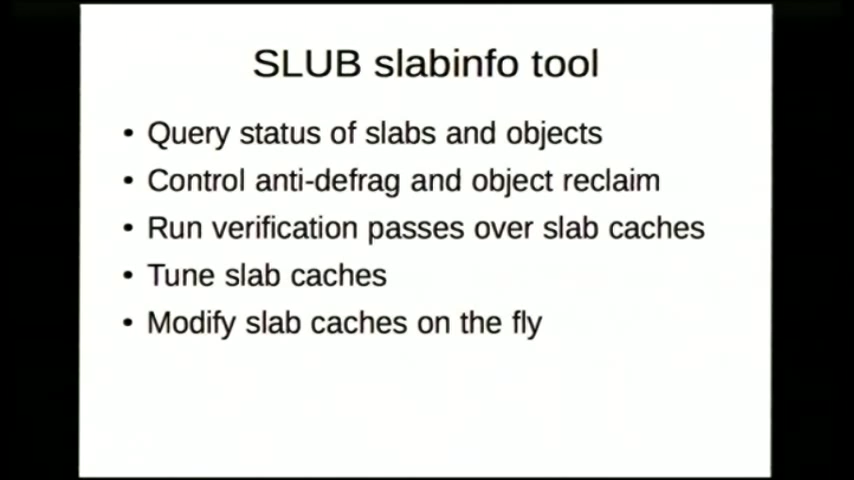 SLUB slabinfo tool
• Query status of slabs and objects
• Control anti-defrag and object reclaim
• Run verification passes over slab caches
• Tune slab caches
• Modify slab caches on the fly